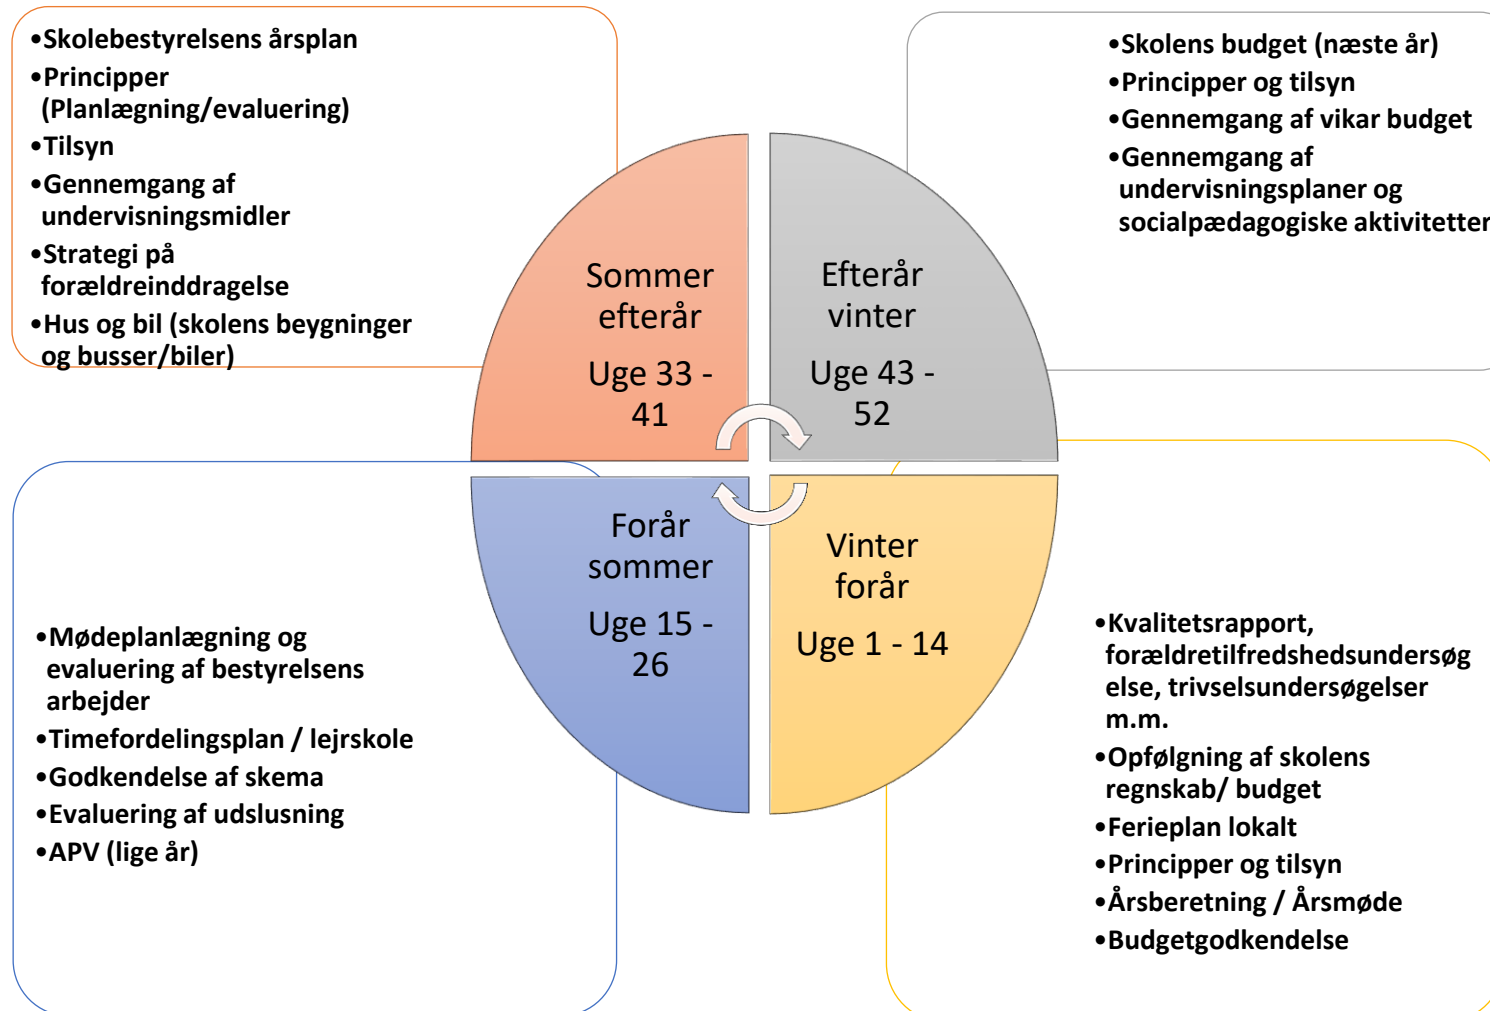 •Skolebestyrelsens årsplan
•Principper
(Planlægning/evaluering)
•Tilsyn
•Gennemgang af
undervisningsmidler
•Strategi på
forældreinddragelse
•Hus og bil (skolens beygninger
og busser/biler)
•Skolens budget (næste år)
•Principper og tilsyn
•Gennemgang af vikar budget
•Gennemgang af
undervisningsplaner og
socialpædagogiske aktivitetter
Sommer
efterår
Uge 33 -
41
Efterår
vinter
Uge 43 -
52
Forår
sommer
Uge 15 -
26
Vinter
forår
Uge 1 - 14
•Mødeplanlægning og
evaluering af bestyrelsens
arbejder
•Timefordelingsplan / lejrskole
•Godkendelse af skema
•Evaluering af udslusning
•APV (lige år)
•Kvalitetsrapport,
forældretilfredshedsundersøg
else, trivselsundersøgelser
m.m.
•Opfølgning af skolens
regnskab/ budget
•Ferieplan lokalt
•Principper og tilsyn
•Årsberetning / Årsmøde
•Budgetgodkendelse